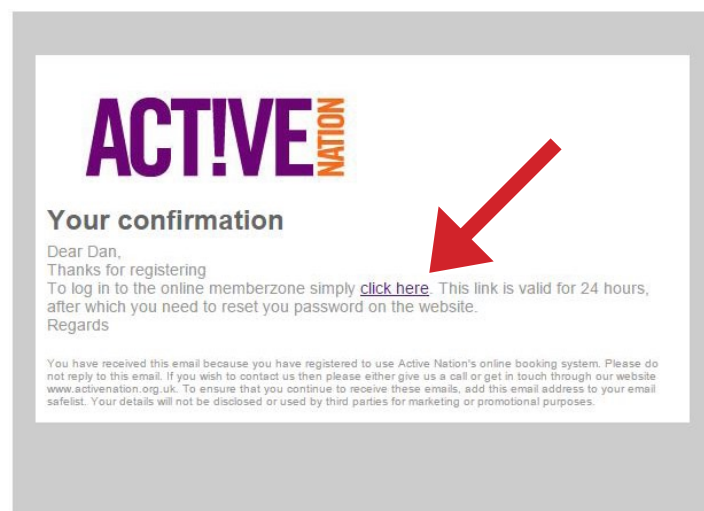 ACT!VE NATION
Your confirmation
Dear Dan,
Thanks for registering
To log in to the online memberzone simply click here. This link is valid for 24 hours,
after which you need to reset you password on the website.
Regards
You have received this email because you have registered to use Active Nation's online booking system. Please do
not reply to this email. If you wish to contact us then please either give us a call or get in touch through our website
www.activenation.org.uk. To ensure that you continue to receive these emails, add this email address to your email
safelist. Your details will not be disclosed or used by third parties for marketing or promotional purposes.